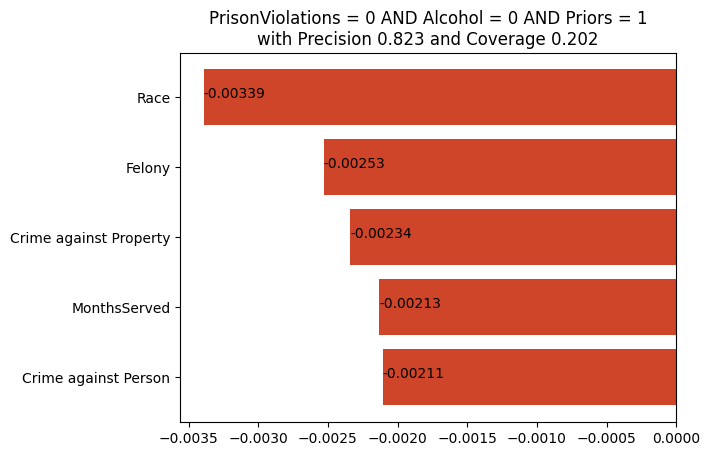 PrisonViolations = 0 AND Alcohol = 0 AND Priors = 1
with Precision 0.823 and Coverage 0.202
Race
-0.00339
Felony
-0.00253
Crime against Property
-0.00234
MonthsServed
-0.00213
Crime against Person
-0.00211
−0.0035 −0.0030 −0.0025 −0.0020 −0.0015 −0.0010 −0.0005 0.0000